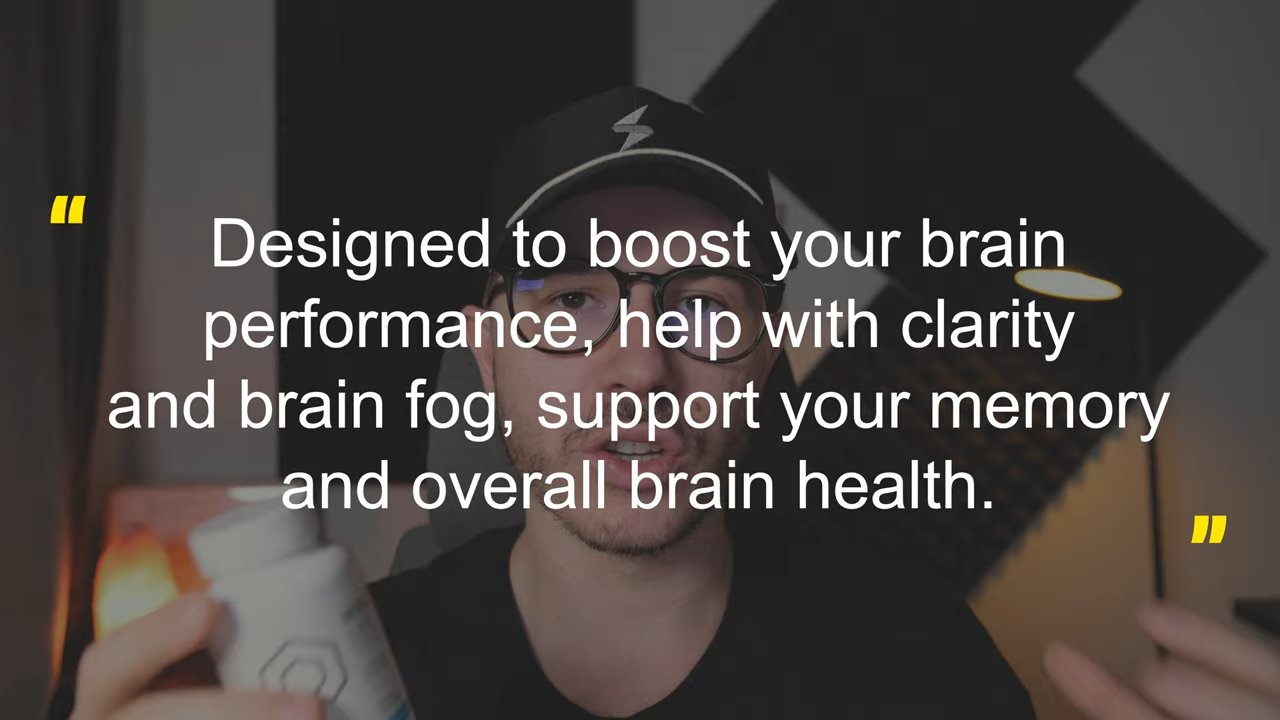 “
Designed to boost your brain
performance, help with clarity
and brain fog, support your memory
and overall brain health.
”